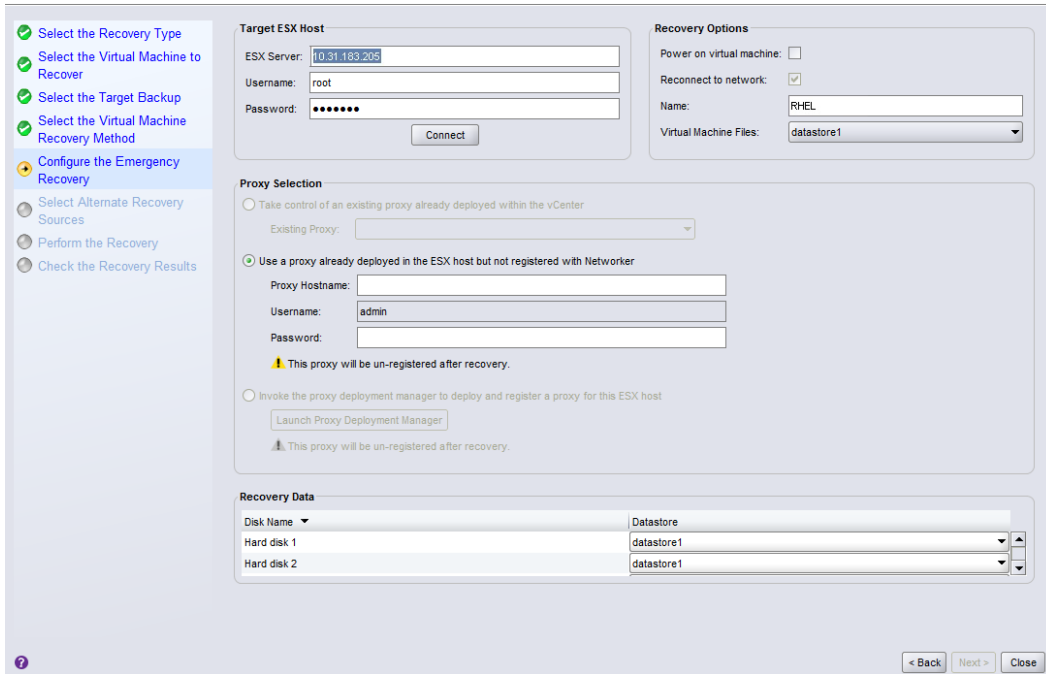 Select the Recovery Type
Select the Virtual Machine to
Recover
Select the Target Backup
Select the Virtual Machine
Recovery Method
Configure the Emergency
Recovery
Select Alternate Recovery
Sources
Perform the Recovery
Check the Recovery Results
Target ESX Host
ESX Server: 10.31.183.205
Username: root
Password: •••••••
Connect
Recovery Options
Power on virtual machine:
Reconnect to network:
Name: RHEL
Virtual Machine Files: datastore1
Proxy Selection
Take control of an existing proxy already deployed within the vCenter
Existing Proxy:
Use a proxy already deployed in the ESX host but not registered with Networker
Proxy Hostname:
Username: admin
Password:
This proxy will be un-registered after recovery.
Invoke the proxy deployment manager to deploy and register a proxy for this ESX host
Launch Proxy Deployment Manager
This proxy will be un-registered after recovery.
Recovery Data
Disk Name Datastore
Hard disk 1 datastore1
Hard disk 2 datastore1
? < Back Next > Close